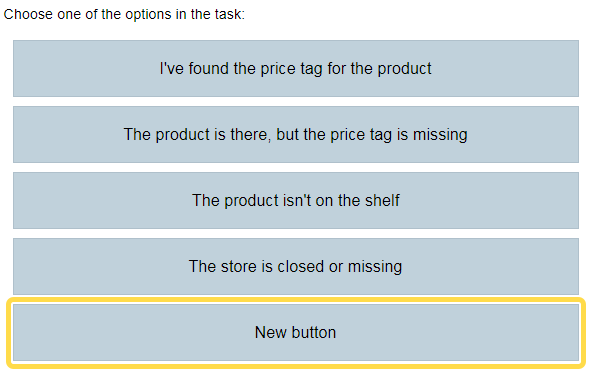 Choose one of the options in the task:
I've found the price tag for the product
The product is there, but the price tag is missing
The product isn't on the shelf
The store is closed or missing
New button